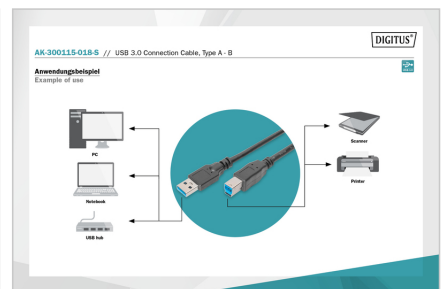 DIGITUS®
AK-300115-018-S // USB 3.0 Connection Cable, Type A - B
Anwendungsbeispiel
Example of use
PC
Scanner
Notebook
Printer
USB hub